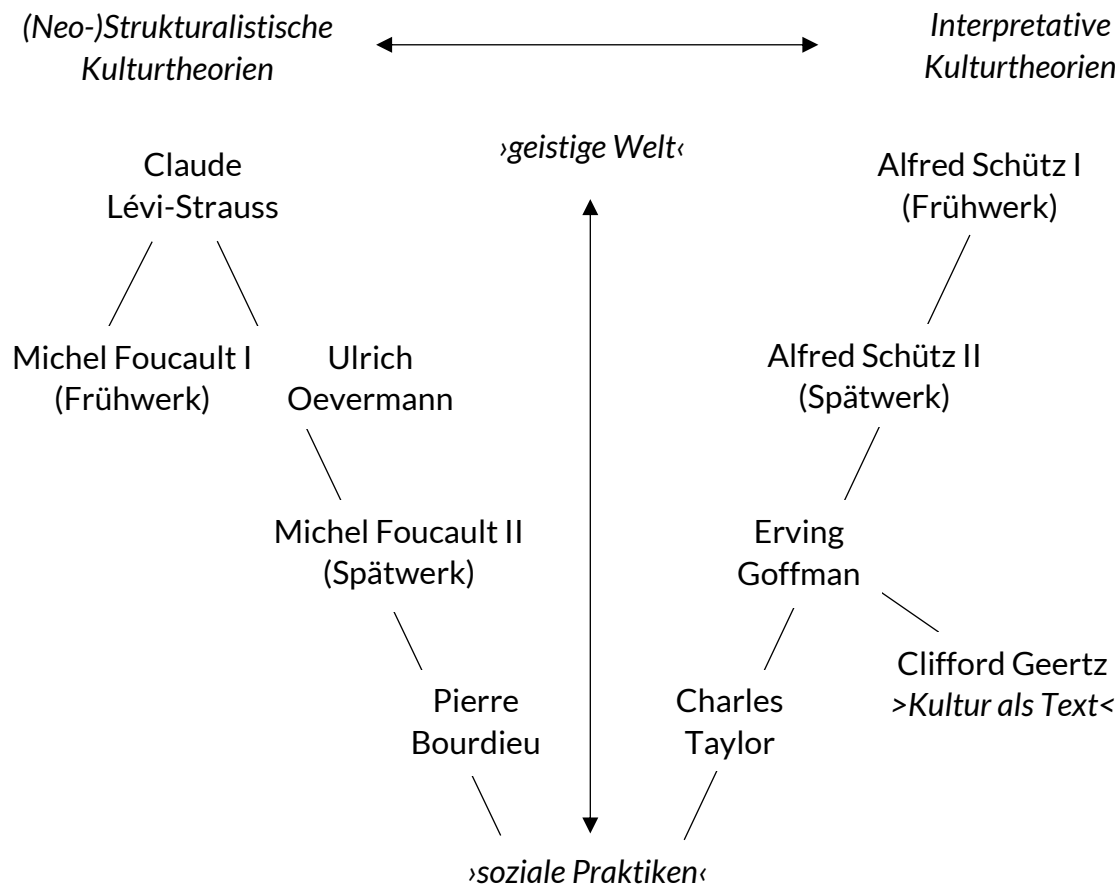 (Neo-)Strukturalistische
Kulturtheorien
Interpretative
Kulturtheorien
›geistige Welt‹
Claude
Lévi-Strauss
Alfred Schütz I
(Frühwerk)
Michel Foucault I
(Frühwerk)
Ulrich
Oevermann
Alfred Schütz II
(Spätwerk)
Michel Foucault II
(Spätwerk)
Erving
Goffman
Clifford Geertz
>Kultur als Text<
Pierre
Bourdieu
Charles
Taylor
›soziale Praktiken‹